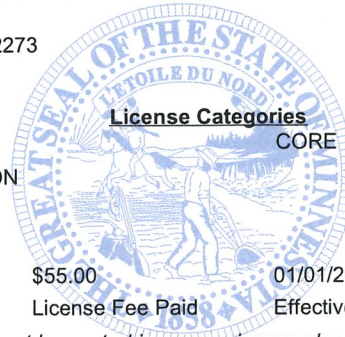 2273
THE GREAT SEAL OF THE STATE OF MINNESOTA
L'ETOILE DU NORD
License Categories
CORE
ON
$55.00 01/01/2
License Fee Paid Effective
1858